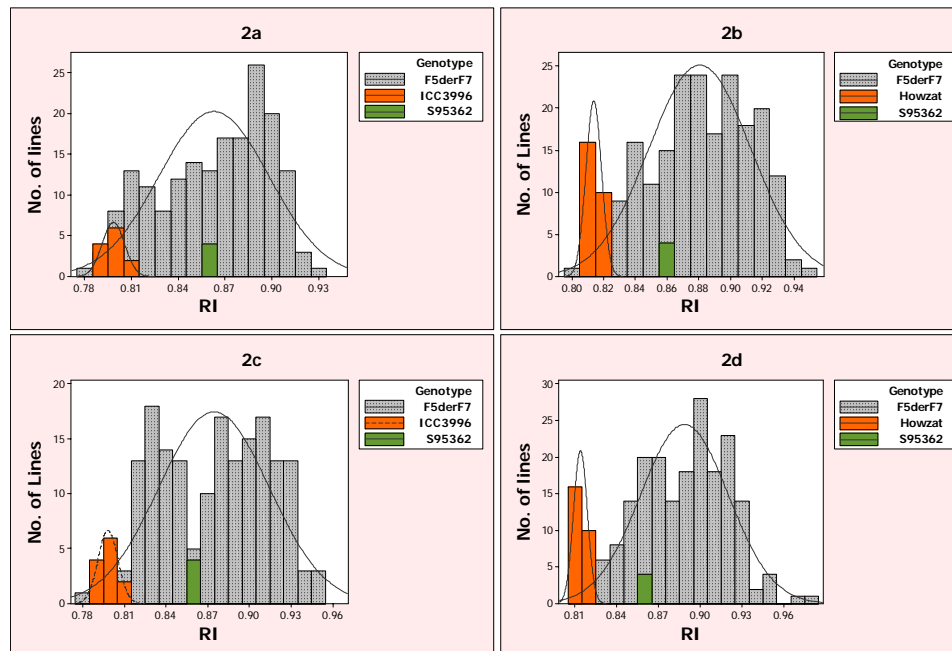 2a
No. of lines
25
20
15
10
5
0
0.78 0.81 0.84 0.87 0.90 0.93
RI
Genotype
F5derF7
ICC3996
S95362
2b
No. of Lines
25
20
15
10
5
0
0.80 0.82 0.84 0.86 0.88 0.90 0.92 0.94
RI
Genotype
F5derF7
Howzat
S95362
2c
No. of Lines
20
15
10
5
0
0.78 0.81 0.84 0.87 0.90 0.93 0.96
RI
Genotype
F5derF7
ICC3996
S95362
2d
No. of lines
30
25
20
15
10
5
0
0.81 0.84 0.87 0.90 0.93 0.96
RI
Genotype
F5derF7
Howzat
S95362